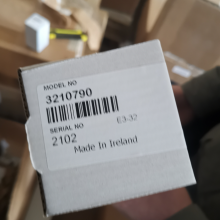 MODEL NO
3210790
E3-32
SERIAL NO
2102
Made In Ireland